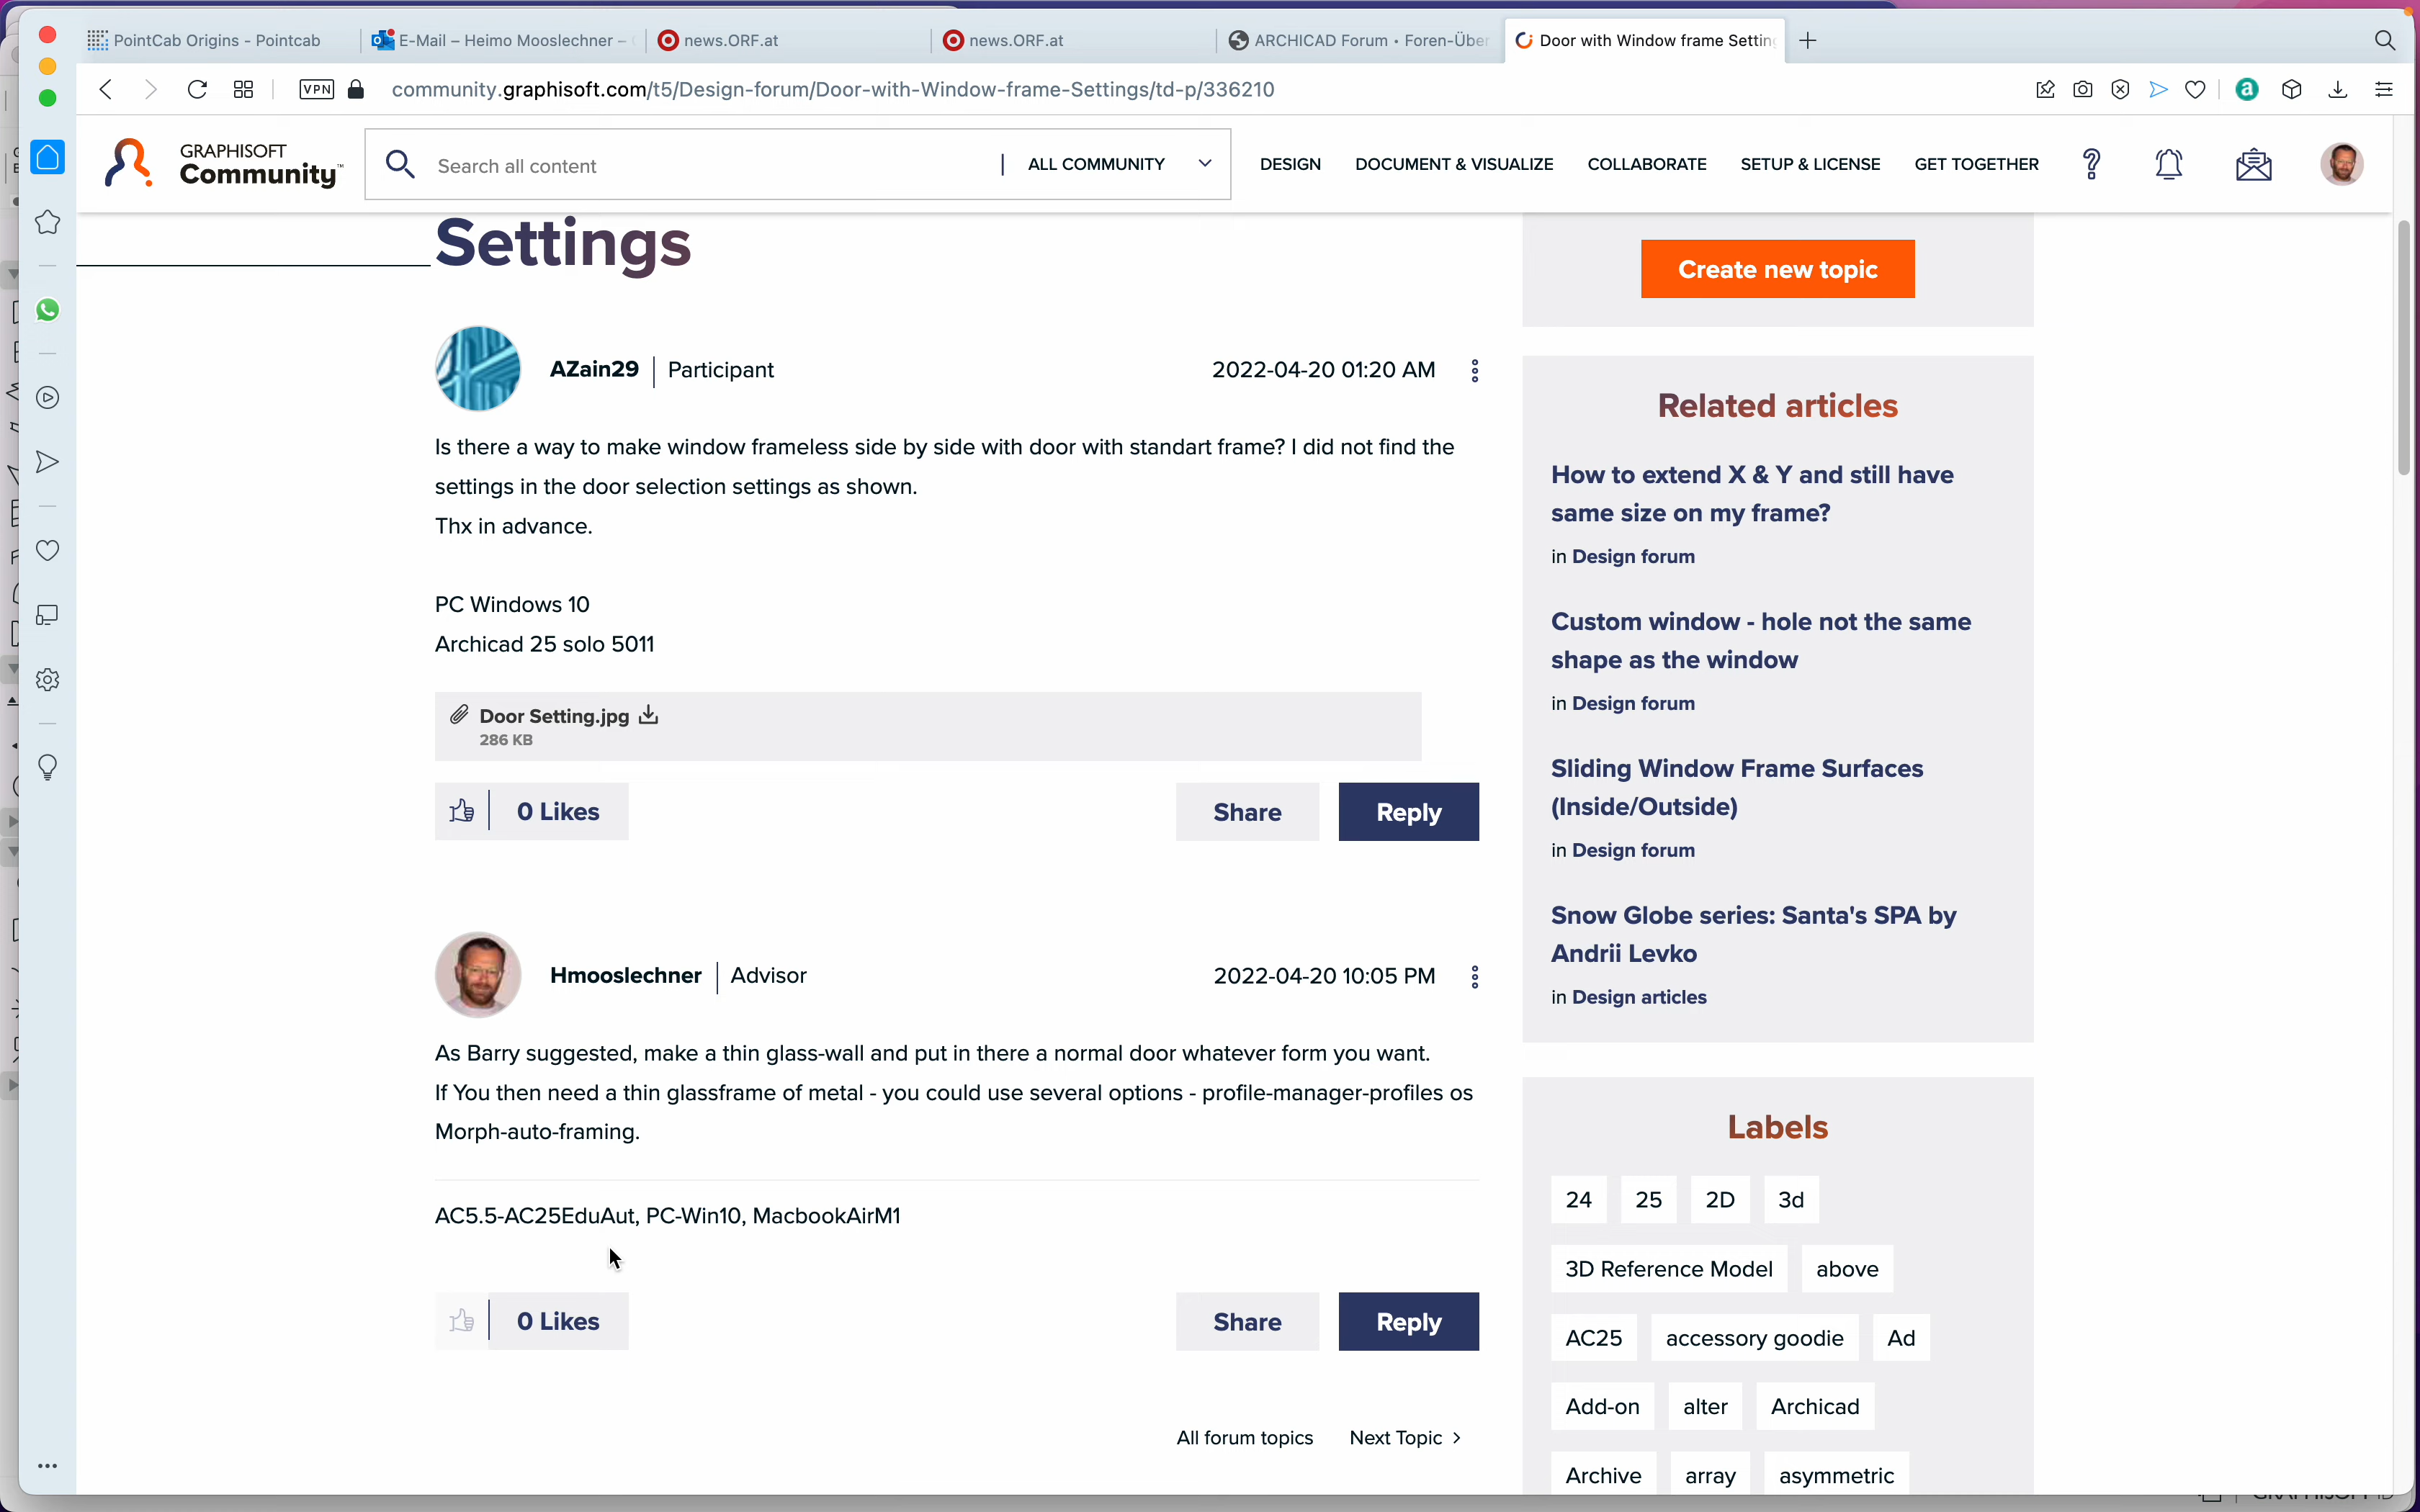 PointCab Origins - Pointcab
E-Mail – Heimo Mooslechner –
news.ORF.at
news.ORF.at
ARCHICAD Forum • Foren-Über
Door with Window frame Settin
VPN
community.graphisoft.com/t5/Design-forum/Door-with-Window-frame-Settings/td-p/336210
a
GRAPHISOFT
Community™
Search all content
ALL COMMUNITY
DESIGN
DOCUMENT & VISUALIZE
COLLABORATE
SETUP & LICENSE
GET TOGETHER
Settings
AZain29 | Participant
2022-04-20 01:20 AM
Is there a way to make window frameless side by side with door with standart frame? I did not find the
settings in the door selection settings as shown.
Thx in advance.
PC Windows 10
Archicad 25 solo 5011
Door Setting.jpg
286 KB
0 Likes
Share
Reply
Hmooslechner | Advisor
2022-04-20 10:05 PM
As Barry suggested, make a thin glass-wall and put in there a normal door whatever form you want.
If You then need a thin glassframe of metal - you could use several options - profile-manager-profiles os
Morph-auto-framing.
AC5.5-AC25EduAut, PC-Win10, MacbookAirM1
0 Likes
Share
Reply
All forum topics
Next Topic >
Create new topic
Related articles
How to extend X & Y and still have
same size on my frame?
in Design forum
Custom window - hole not the same
shape as the window
in Design forum
Sliding Window Frame Surfaces
(Inside/Outside)
in Design forum
Snow Globe series: Santa's SPA by
Andrii Levko
in Design articles
Labels
24
25
2D
3d
3D Reference Model
above
AC25
accessory goodie
Ad
Add-on
alter
Archicad
Archive
array
asymmetric